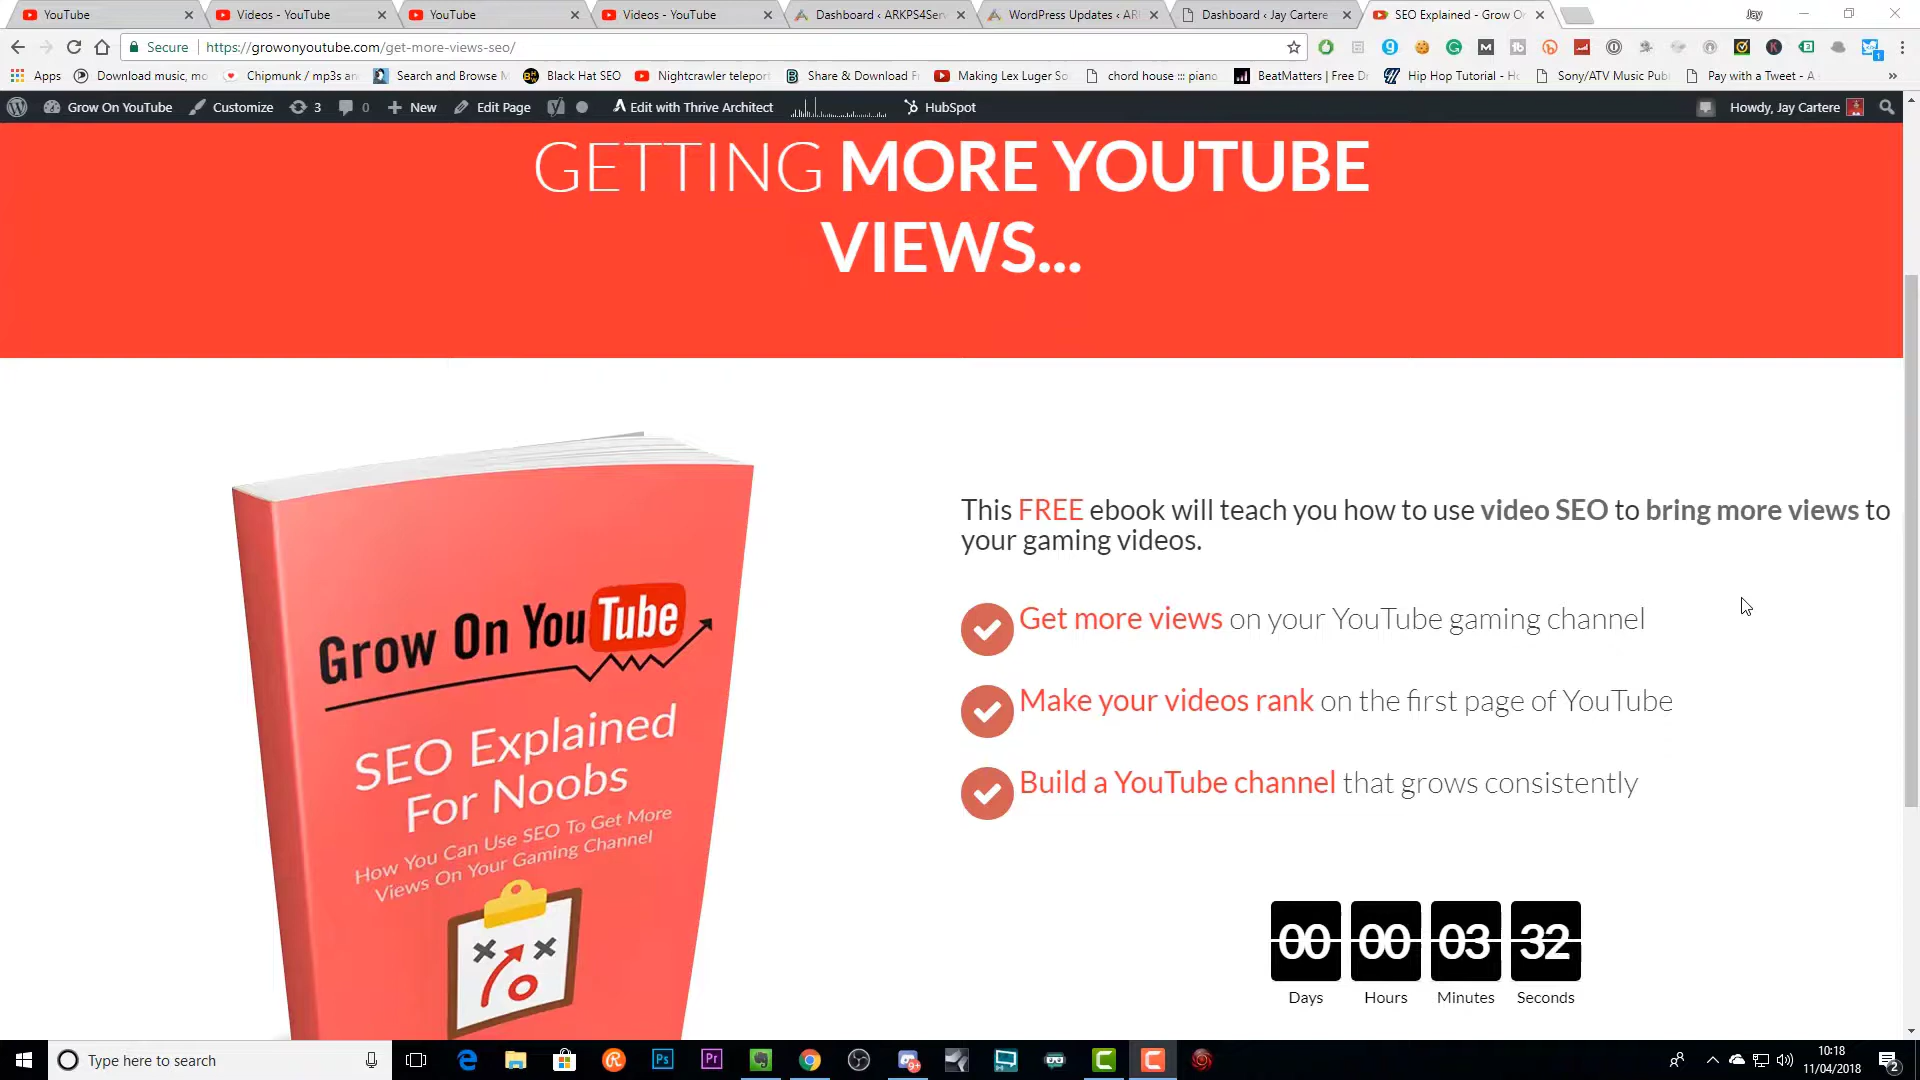 YouTube
Videos - YouTube
YouTube
Videos - YouTube
Dashboard ‹ ARKPS4Ser
WordPress Updates ‹ AR
Dashboard ‹ Jay Cartere
SEO Explained - Grow O
Jay
Secure
https://growonyoutube.com/get-more-views-seo/
Apps
Download music, mo
Chipmunk / mp3s an
Search and Browse
Black Hat SEO
Nightcrawler teleport
Share & Download F
Making Lex Luger So
chord house ::: piano
BeatMatters | Free D
Hip Hop Tutorial - H
Sony/ATV Music Pub
Pay with a Tweet - A
»
Grow On YouTube
Customize
3
0
New
Edit Page
Edit with Thrive Architect
HubSpot
Howdy, Jay Cartere
GETTING MORE YOUTUBE
VIEWS...
This FREE ebook will teach you how to use video SEO to bring more views to
your gaming videos.
Get more views on your YouTube gaming channel
Make your videos rank on the first page of YouTube
Build a YouTube channel that grows consistently
Grow On YouTube
SEO Explained
For Noobs
How You Can Use SEO To Get More
Views On Your Gaming Channel
00 00 03 32
Days Hours Minutes Seconds
Type here to search
10:18
11/04/2018
2